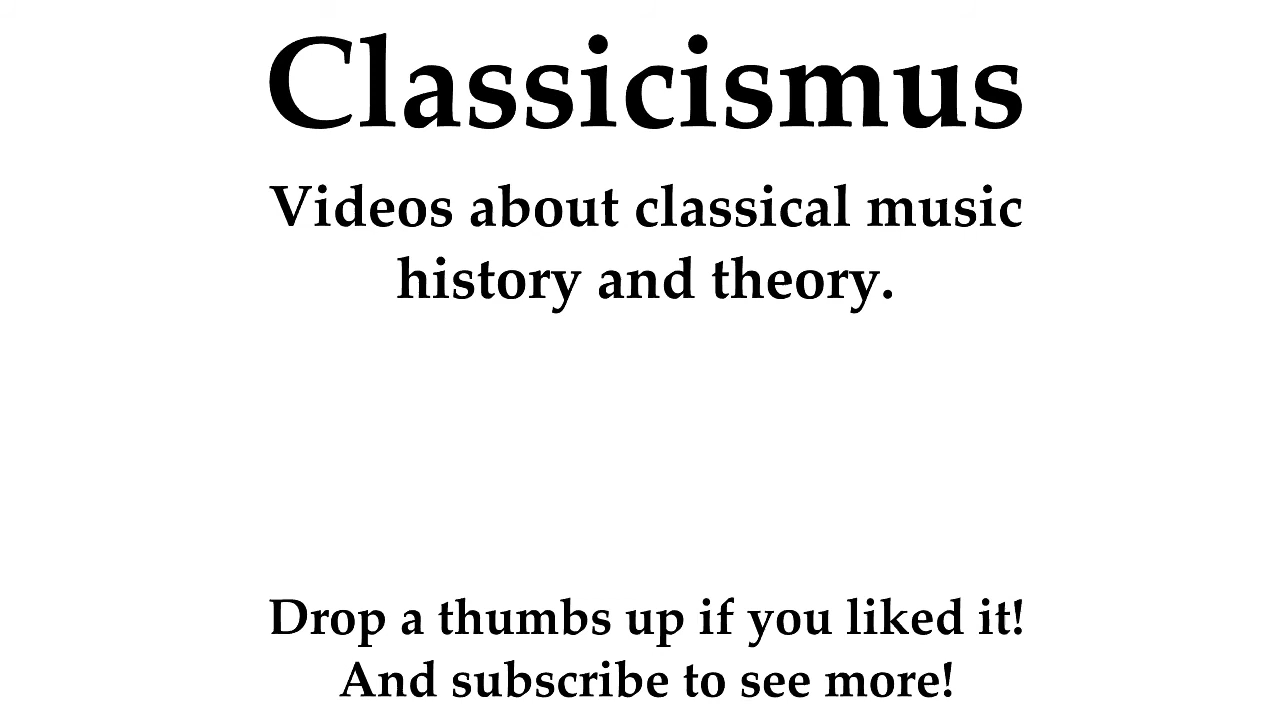 Classicismus
Videos about classical music
history and theory.
Drop a thumbs up if you liked it!
And subscribe to see more!